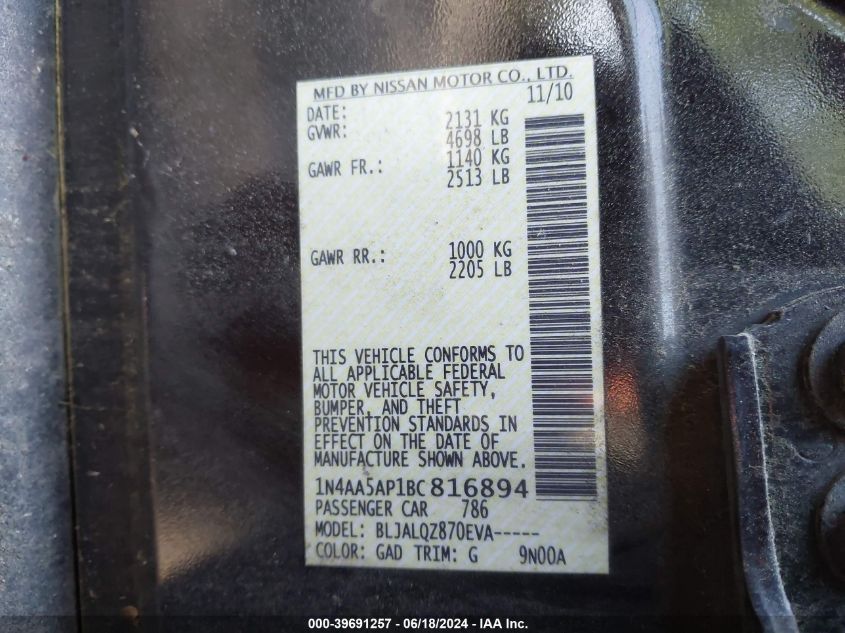 MFD BY NISSAN MOTOR CO., LTD.
DATE: 11/10
GVWR: 2131 KG
4698 LB
GAWR FR.: 1140 KG
2513 LB
GAWR RR.: 1000 KG
2205 LB
THIS VEHICLE CONFORMS TO
ALL APPLICABLE FEDERAL
MOTOR VEHICLE SAFETY,
BUMPER, AND THEFT
PREVENTION STANDARDS IN
EFFECT ON THE DATE OF
MANUFACTURE SHOWN ABOVE.
1N4AA5AP1BC816894
PASSENGER CAR 786
MODEL: BLJALQZ870EVA-----
COLOR: GAD TRIM: G 9N00A
000-39691257 - 06/18/2024 - IAA Inc.